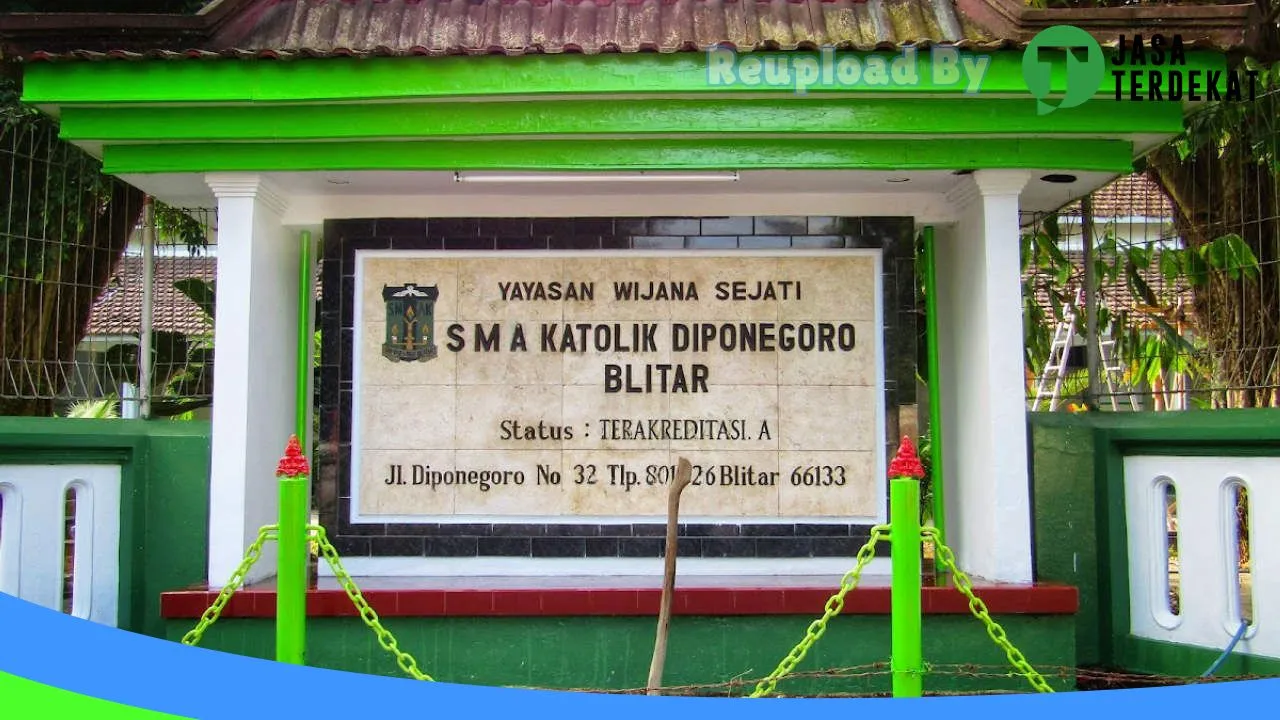 Reupload By
JASA
TERDEKAT
YAYASAN WIJANA SEJATI
SMAK
SMA KATOLIK DIPONEGORO
BLITAR
Status : TERAKREDITASI. A
Jl. Diponegoro No 32 Tlp. Blitar 66133